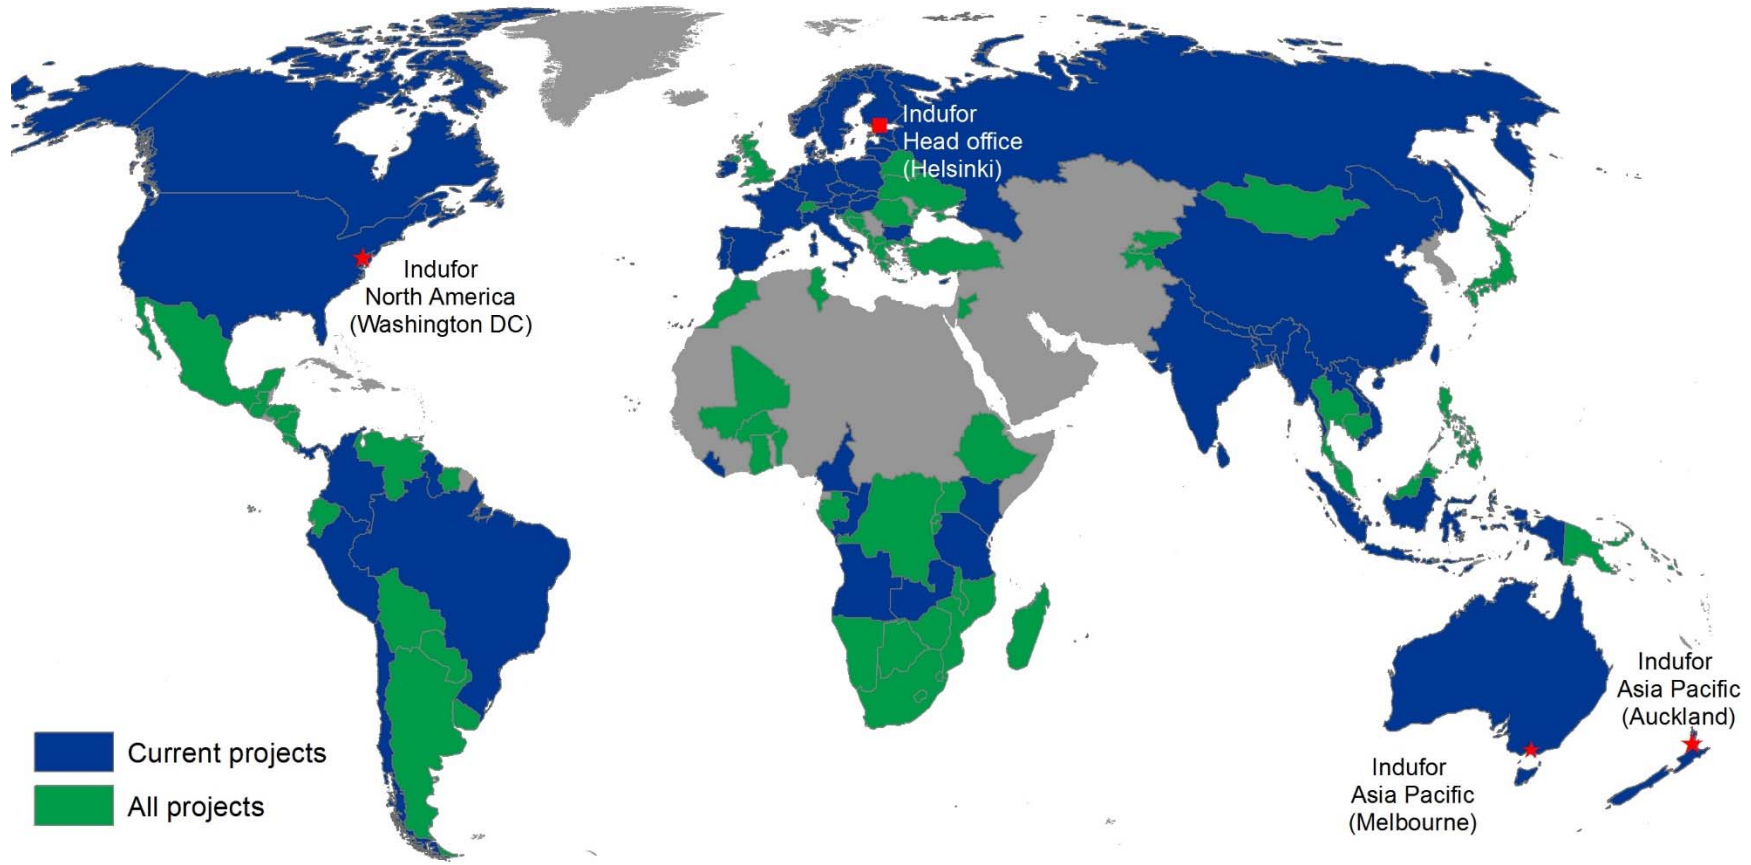 Indufor
Head office
(Helsinki)
Indufor
North America
(Washington DC)
Indufor
Asia Pacific
(Auckland)
Indufor
Asia Pacific
(Melbourne)
Current projects
All projects